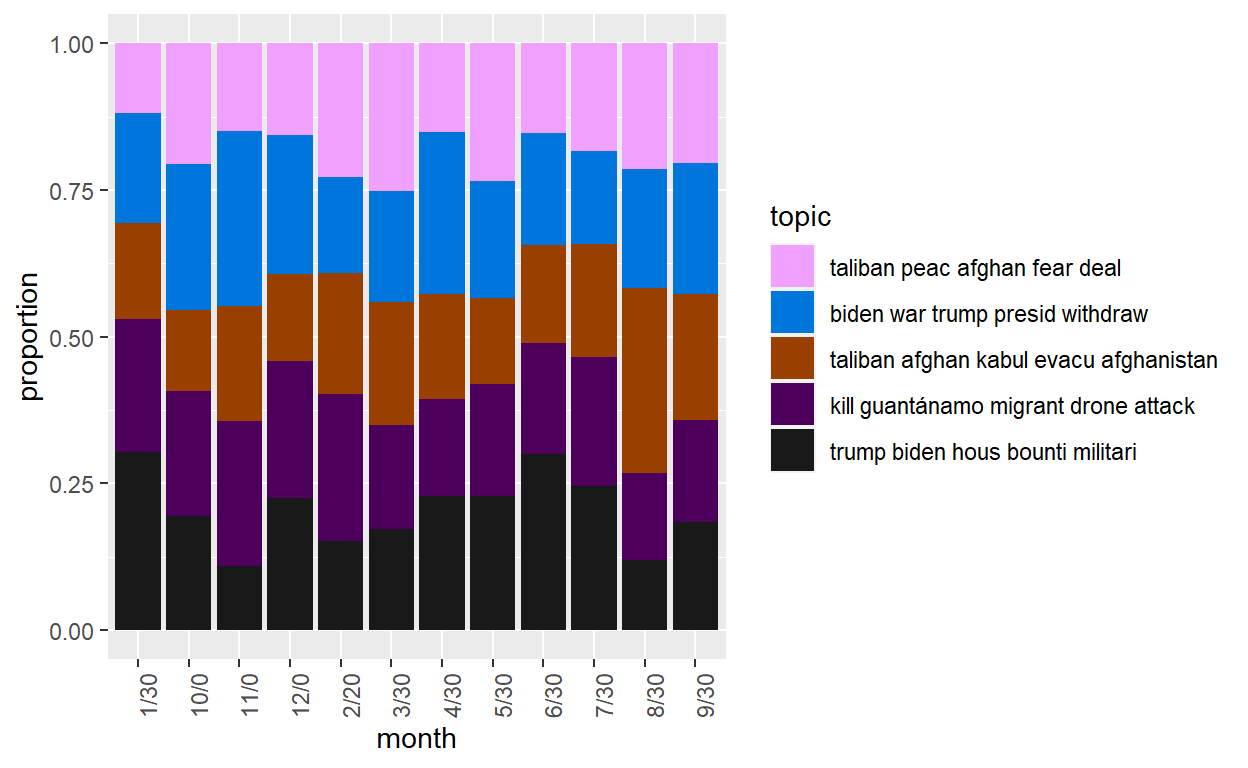 1.00
0.75
0.50
0.25
0.00
proportion
1/30
10/0
11/0
12/0
2/20
3/30
4/30
5/30
6/30
7/30
8/30
9/30
month
topic
taliban peac afghan fear deal
biden war trump presid withdraw
taliban afghan kabul evacu afghanistan
kill guantánamo migrant drone attack
trump biden hous bounti militari